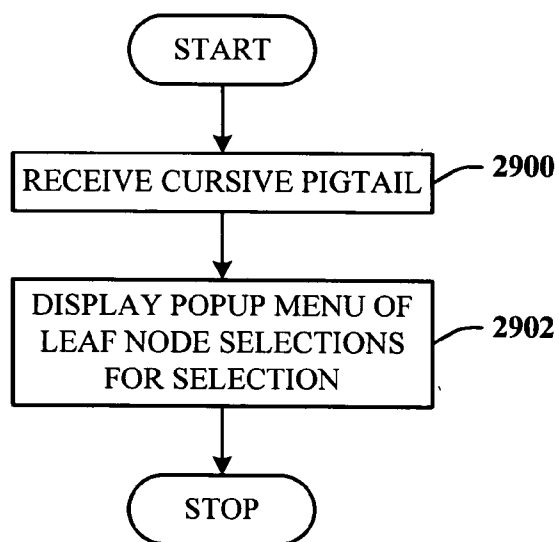 START
RECEIVE CURSIVE PIGTAIL
2900
DISPLAY POPUP MENU OF
LEAF NODE SELECTIONS
FOR SELECTION
2902
STOP